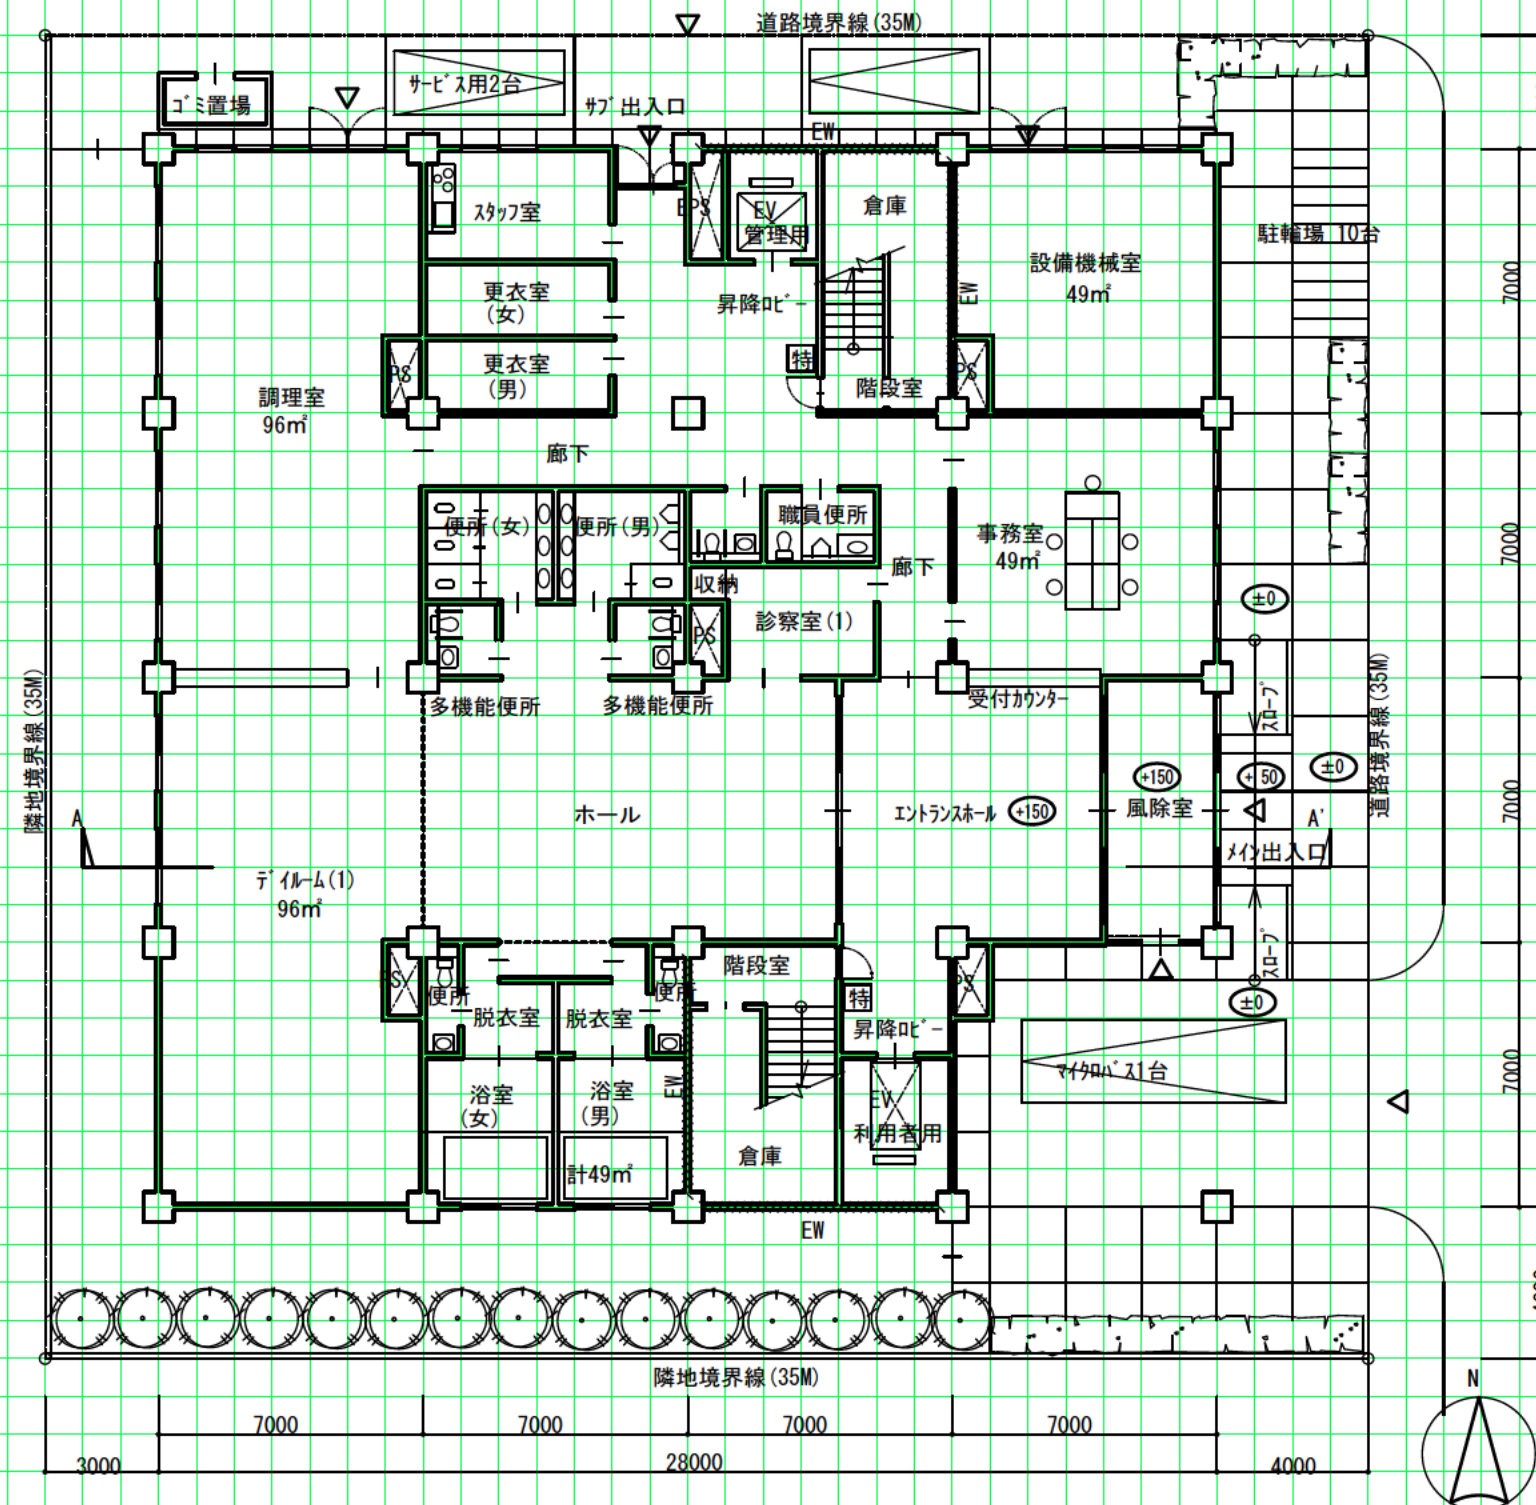 道路境界線(35M)
サービス用2台
ゴミ置場
サブ出入口
EW
スタッフ室
EPS
EV
管理用
倉庫
駐輪場 10台
設備機械室
49㎡
EW
更衣室
(女)
昇降ロビー
7000
更衣室
(男)
PS
特
PS
階段室
調理室
96㎡
廊下
便所(女)
便所(男)
職員便所
事務室
49㎡
7000
廊下
収納
診察室(1)
PS
±0
多機能便所
多機能便所
受付カウンター
スロープ
道路境界線(35M)
隣地境界線(35M)
+150
+50
±0
風除室
ホール
エントランスホール
+150
7000
A
A'
メイン出入口
デイルーム(1)
96㎡
階段室
スロープ
PS
便所
便所
PS
特
±0
脱衣室
脱衣室
昇降ロビー
マイクロバス1台
7000
EW
浴室
(女)
浴室
(男)
EV
利用者用
倉庫
計49㎡
EW
隣地境界線(35M)
N
7000
7000
7000
7000
3000
28000
4000